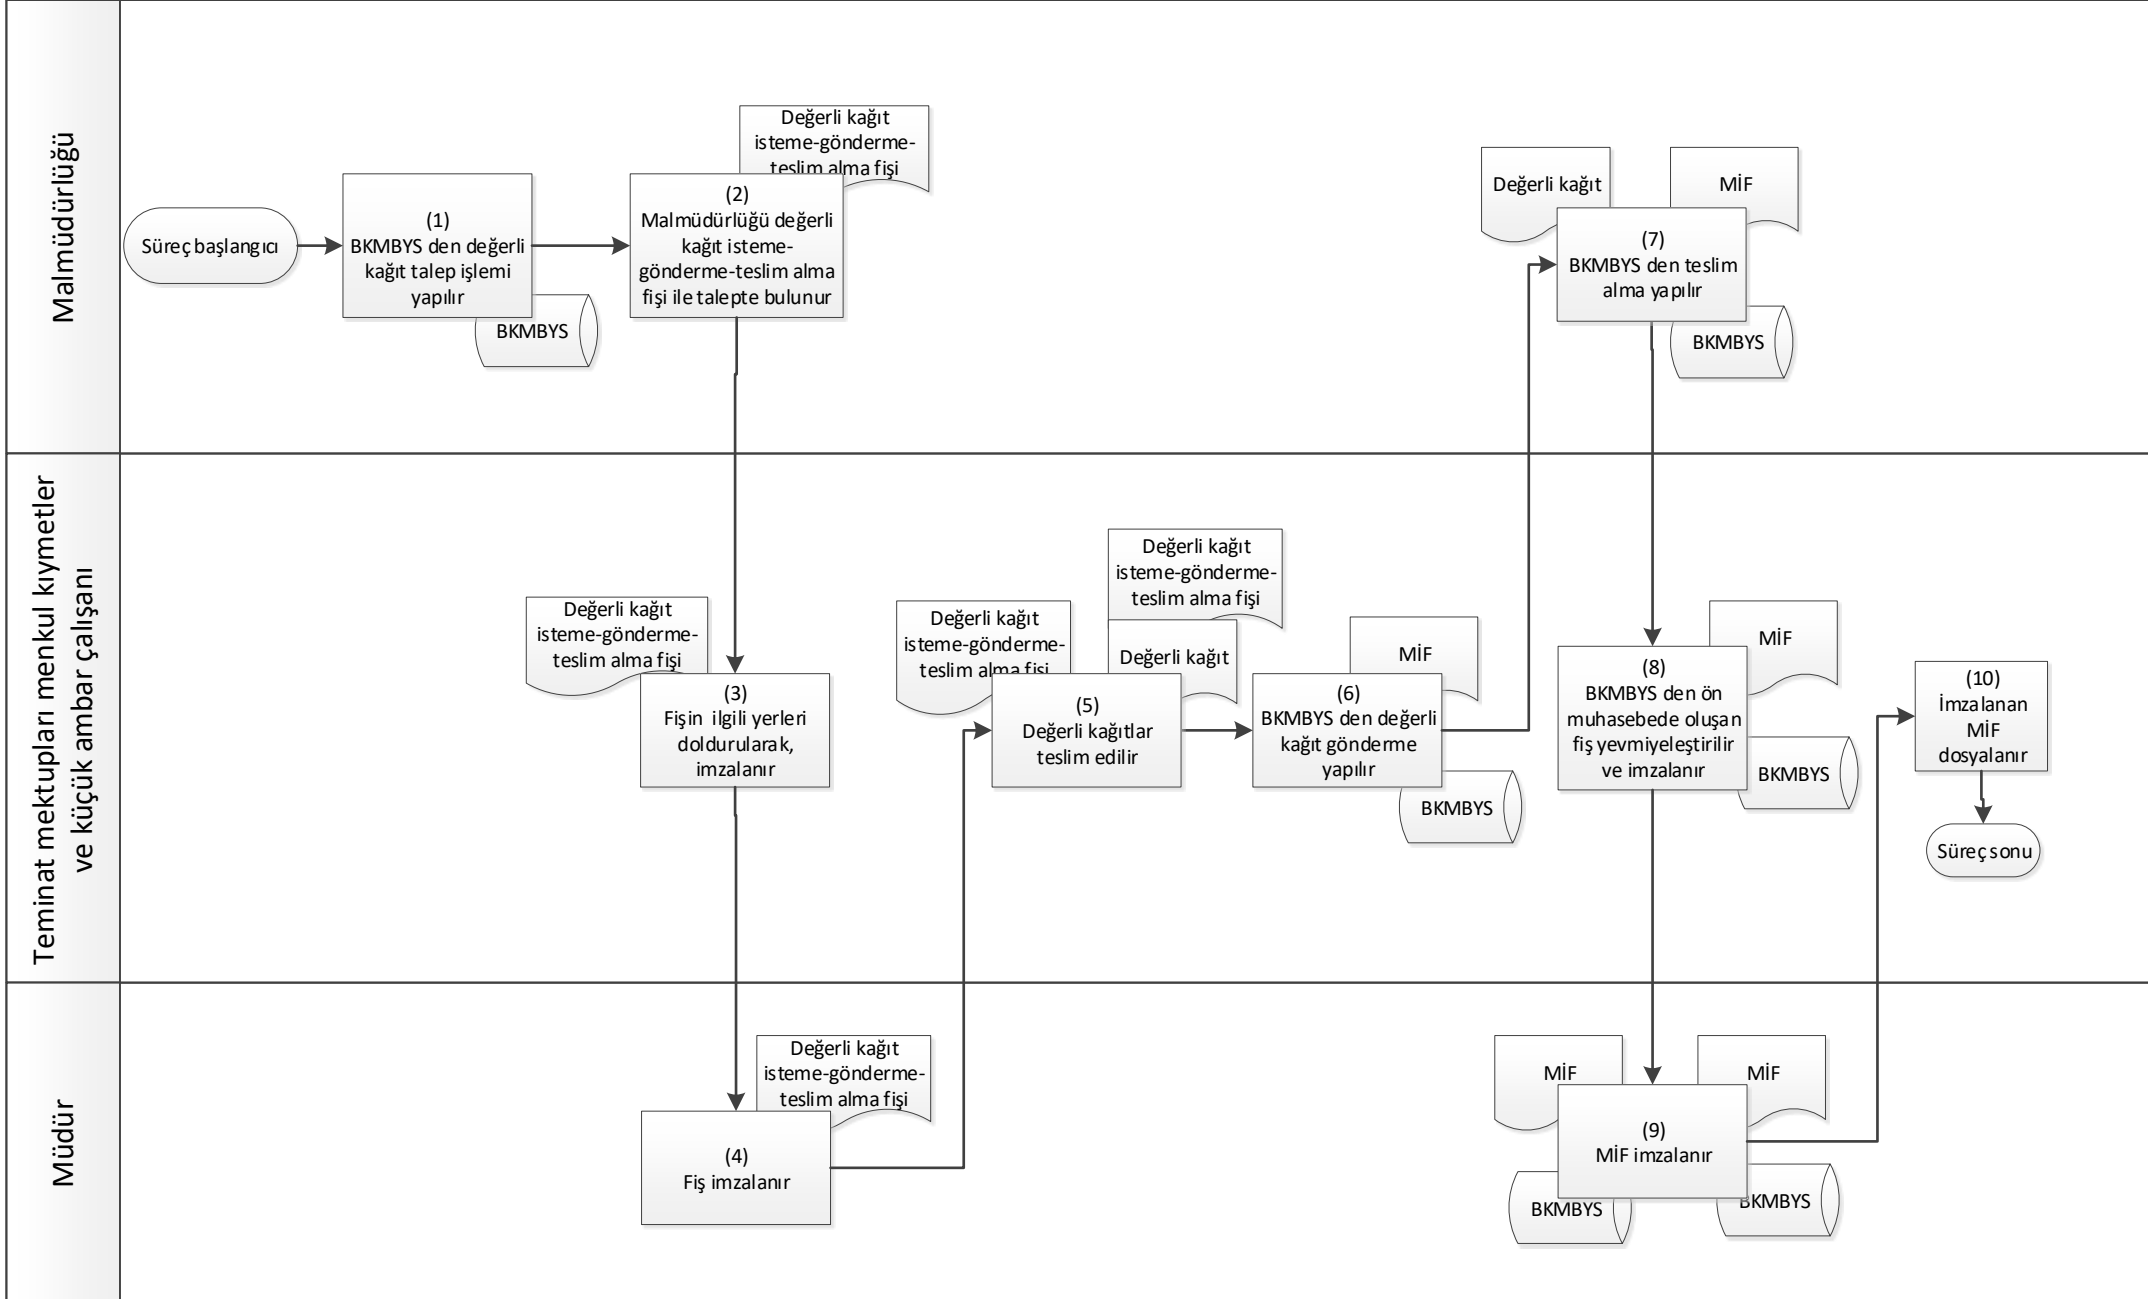 Malmüdürlüğü
Süreç başlangıcı
(1)
BKMBYS den değerli
kağıt talep işlemi
yapılır
BKMBYS
Değerli kağıt
isteme-gönderme-
teslim alma fişi
(2)
Malmüdürlüğü değerli
kağıt isteme-
gönderme-teslim alma
fişi ile talepte bulunur
Değerli kağıt
MİF
(7)
BKMBYS den teslim
alma yapılır
BKMBYS
Teminat mektupları menkul kıymetler
ve küçük ambar çalışanı
Değerli kağıt
isteme-gönderme-
teslim alma fişi
(3)
Fişin ilgili yerleri
doldurularak,
imzalanır
Değerli kağıt
isteme-gönderme-
teslim alma fişi
Değerli kağıt
isteme-gönderme-
teslim alma fişi
Değerli kağıt
(5)
Değerli kağıtlar
teslim edilir
MİF
(6)
BKMBYS den değerli
kağıt gönderme
yapılır
BKMBYS
MİF
(8)
BKMBYS den ön
muhasebede oluşan
fiş yevmiyeleştirilir
ve imzalanır
BKMBYS
(10)
İmzalanan
MİF
dosyalanır
Süreç sonu
Müdür
Değerli kağıt
isteme-gönderme-
teslim alma fişi
(4)
Fiş imzalanır
MİF
MİF
(9)
MİF imzalanır
BKMBYS
BKMBYS